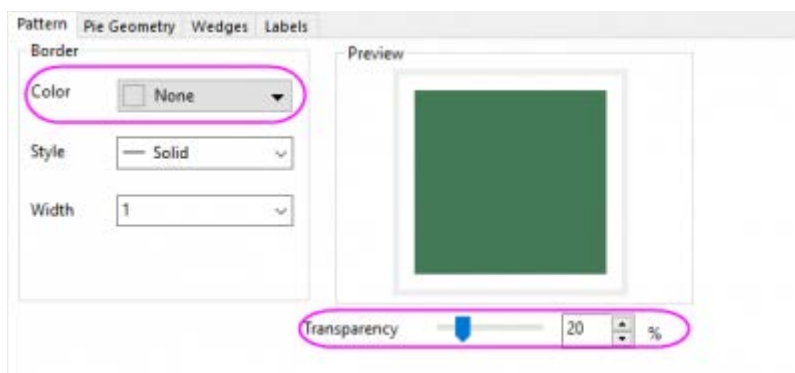 Pattern Pie Geometry Wedges Labels
Border
Preview
Color None
Style Solid
Width 1
Transparency 20 %